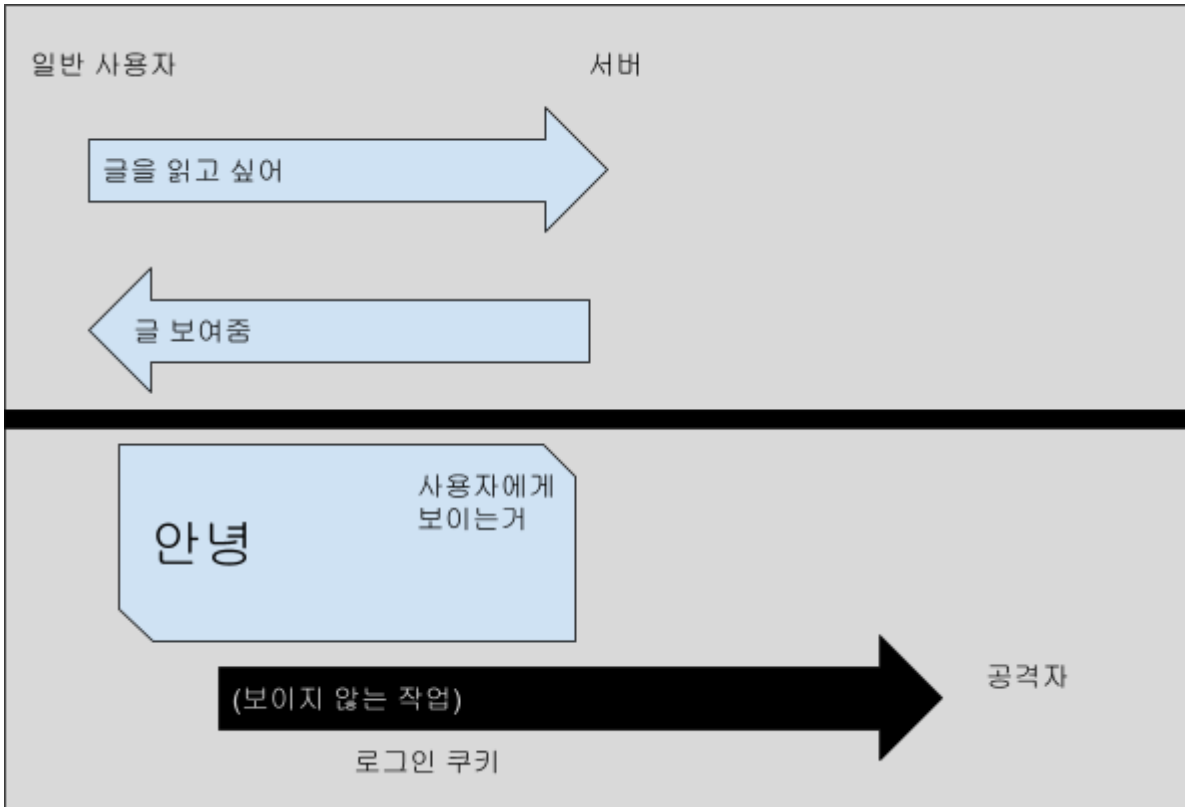 일반 사용자
서버
글을 읽고 싶어
글 보여줌
사용자에게
보이는거
안녕
(보이지 않는 작업)
공격자
로그인 쿠키